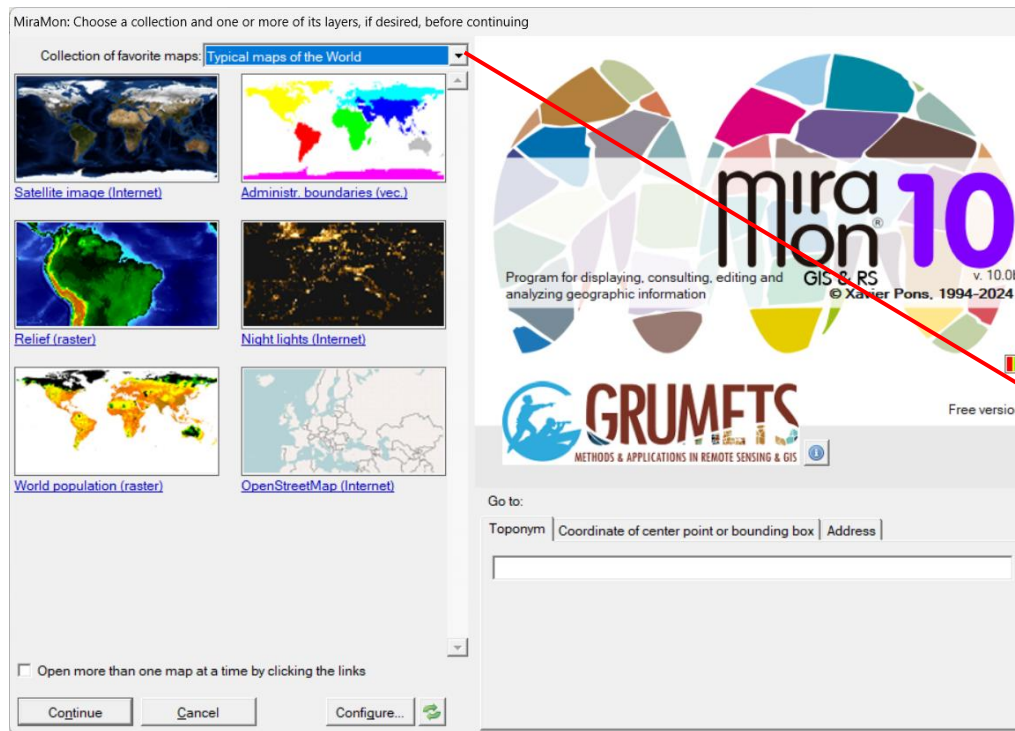 MiraMon: Choose a collection and one or more of its layers, if desired, before continuing
Collection of favorite maps: Typical maps of the World
Satellite image (Internet)
Administr. boundaries (vec.)
Relief (raster)
Night lights (Internet)
World population (raster)
OpenStreetMap (Internet)
Open more than one map at a time by clicking the links
Continue
Cancel
Configure...
mira
Mon®
10
GIS & RS
Program for displaying, consulting, editing and
analyzing geographic information
v. 10.0
© Xavier Pons, 1994-2024
Free versio
GRUMETS
METHODS & APPLICATIONS IN REMOTE SENSING & GIS
Go to:
Toponym
Coordinate of center point or bounding box
Address